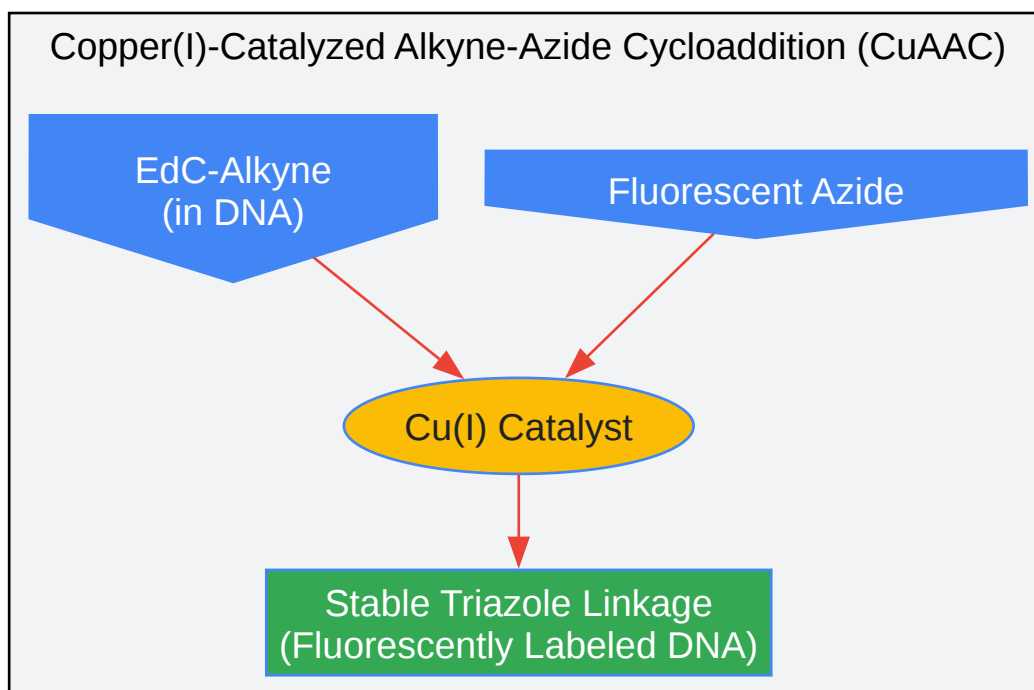 Copper(I)-Catalyzed Alkyne-Azide Cycloaddition (CuAAC)
EdC-Alkyne
(in DNA)
Fluorescent Azide
Cu(I) Catalyst
Stable Triazole Linkage
(Fluorescently Labeled DNA)